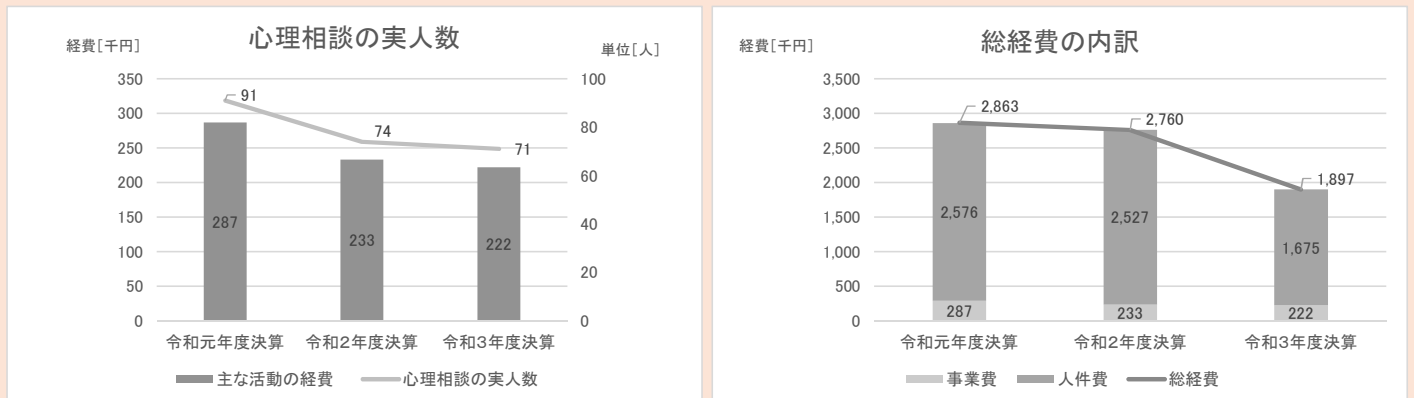 心理相談の実人数
経費[千円]
単位[人]
350
300
250
200
150
100
50
0
100
80
60
40
20
0
91
74
71
287
233
222
令和元年度決算
令和2年度決算
令和3年度決算
主な活動の経費
心理相談の実人数
総経費の内訳
経費[千円]
3,500
3,000
2,500
2,000
1,500
1,000
500
0
2,863
2,760
1,897
2,576
2,527
1,675
287
233
222
令和元年度決算
令和2年度決算
令和3年度決算
事業費
人件費
総経費